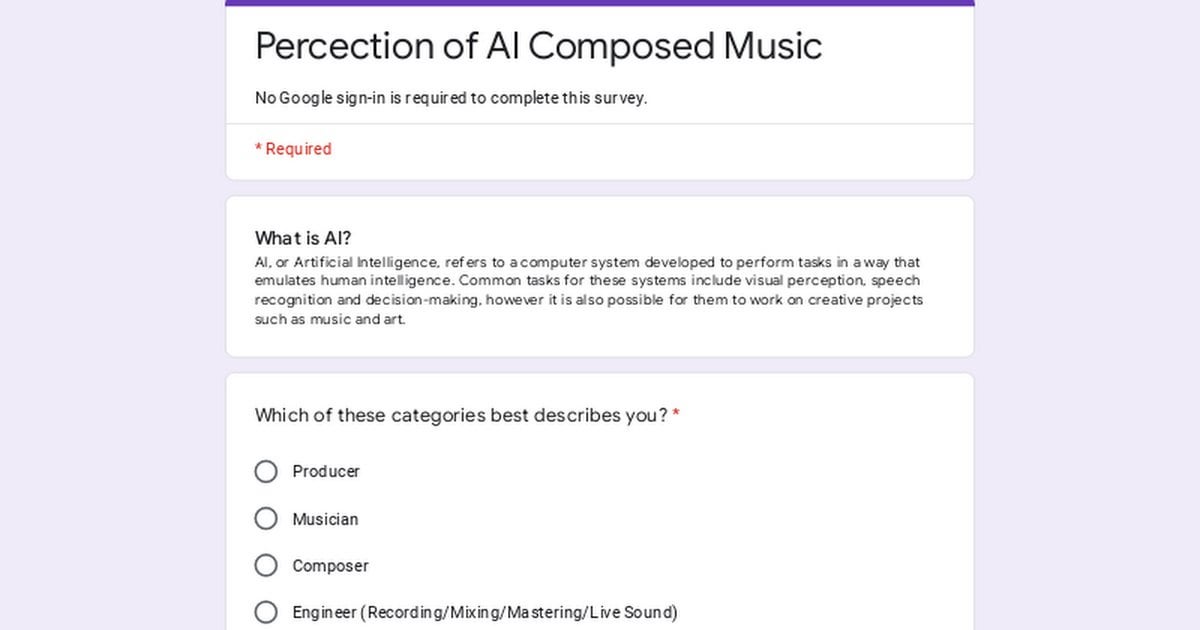 Percection of AI Composed Music
No Google sign-in is required to complete this survey.
* Required
What is AI?
AI, or Artificial Intelligence, refers to a computer system developed to perform tasks in a way that
emulates human intelligence. Common tasks for these systems include visual perception, speech
recognition and decision-making, however it is also possible for them to work on creative projects
such as music and art.
Which of these categories best describes you? *
Producer
Musician
Composer
Engineer (Recording/Mixing/Mastering/Live Sound)